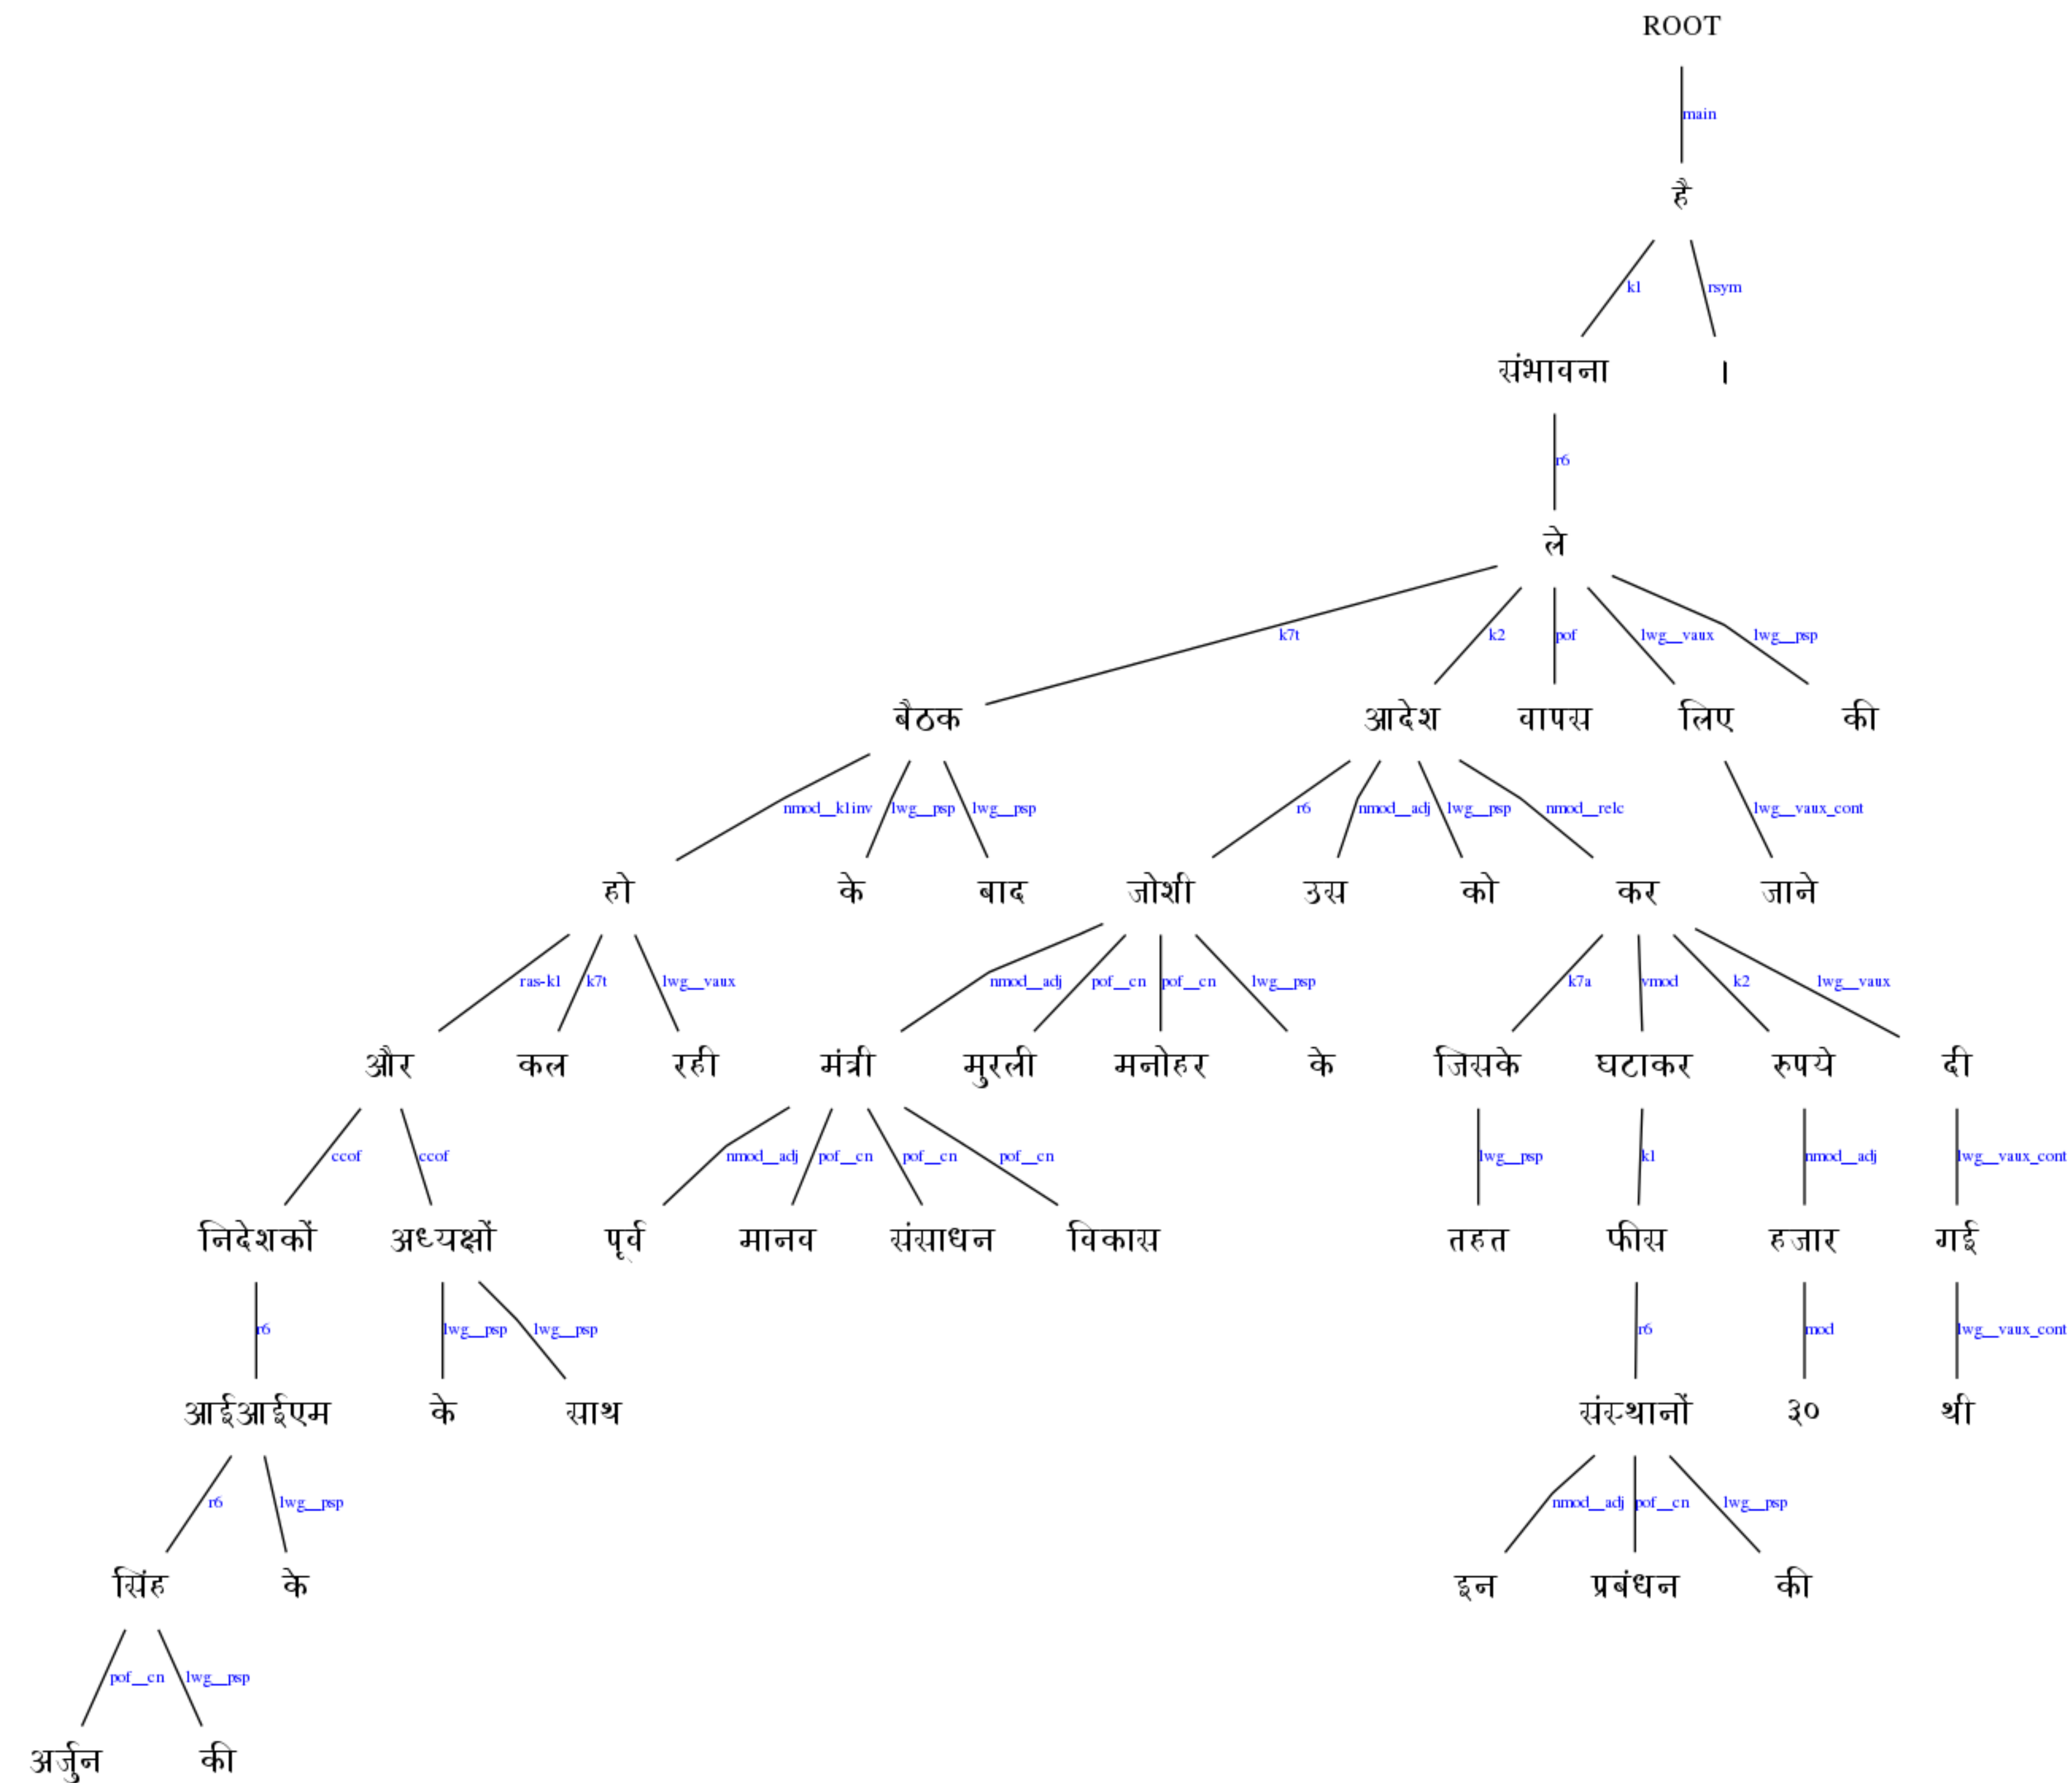 ROOT
main
है
k1 rsym
संभावना ।
r6
ले
k7t k2 pof lwg__vaux lwg__psp
बैठक आदेश वापस लिए की
nmod__k1inv lwg__psp lwg__psp r6 nmod__adj lwg__psp nmod__relc lwg__vaux_cont
हो के बाद जोशी उस को कर जाने
ras-k1 k7t lwg__vaux nmod__adj pof__cn pof__cn lwg__psp k7a vmod k2 lwg__vaux
और कल रही मंत्री मुरली मनोहर के जिसके घटाकर रुपये दी
ccof ccof nmod__adj pof__cn pof__cn pof__cn lwg__psp k1 nmod__adj lwg__vaux_cont
निदेशकों अध्यक्षों पूर्व मानव संसाधन विकास तहत फीस हजार गई
r6 lwg__psp lwg__psp r6 mod lwg__vaux_cont
आईआईएम के साथ संस्थानों ३० थी
r6 lwg__psp nmod__adj pof__cn lwg__psp
सिंह के इन प्रबंधन की
pof__cn lwg__psp
अर्जुन की